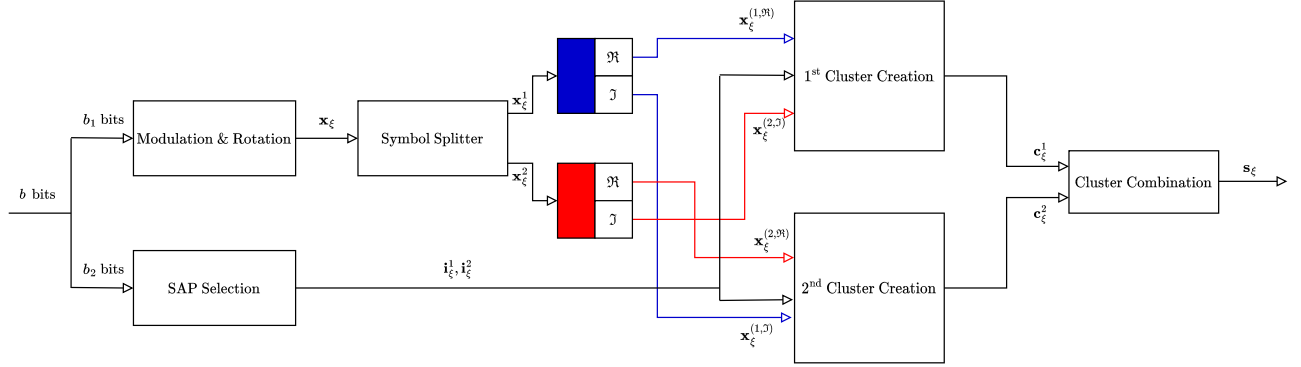 b bits
b₁ bits
Modulation & Rotation
𝐱_ξ
Symbol Splitter
𝐱_ξ^1
𝐱_ξ^2
ℜ
ℑ
ℜ
ℑ
b₂ bits
SAP Selection
𝐢_ξ^1, 𝐢_ξ^2
𝐱_ξ^(1,ℜ)
1st Cluster Creation
𝐱_ξ^(2,ℑ)
𝐱_ξ^(2,ℜ)
2nd Cluster Creation
𝐱_ξ^(1,ℑ)
𝐜_ξ^1
Cluster Combination
𝐜_ξ^2
𝐬_ξ